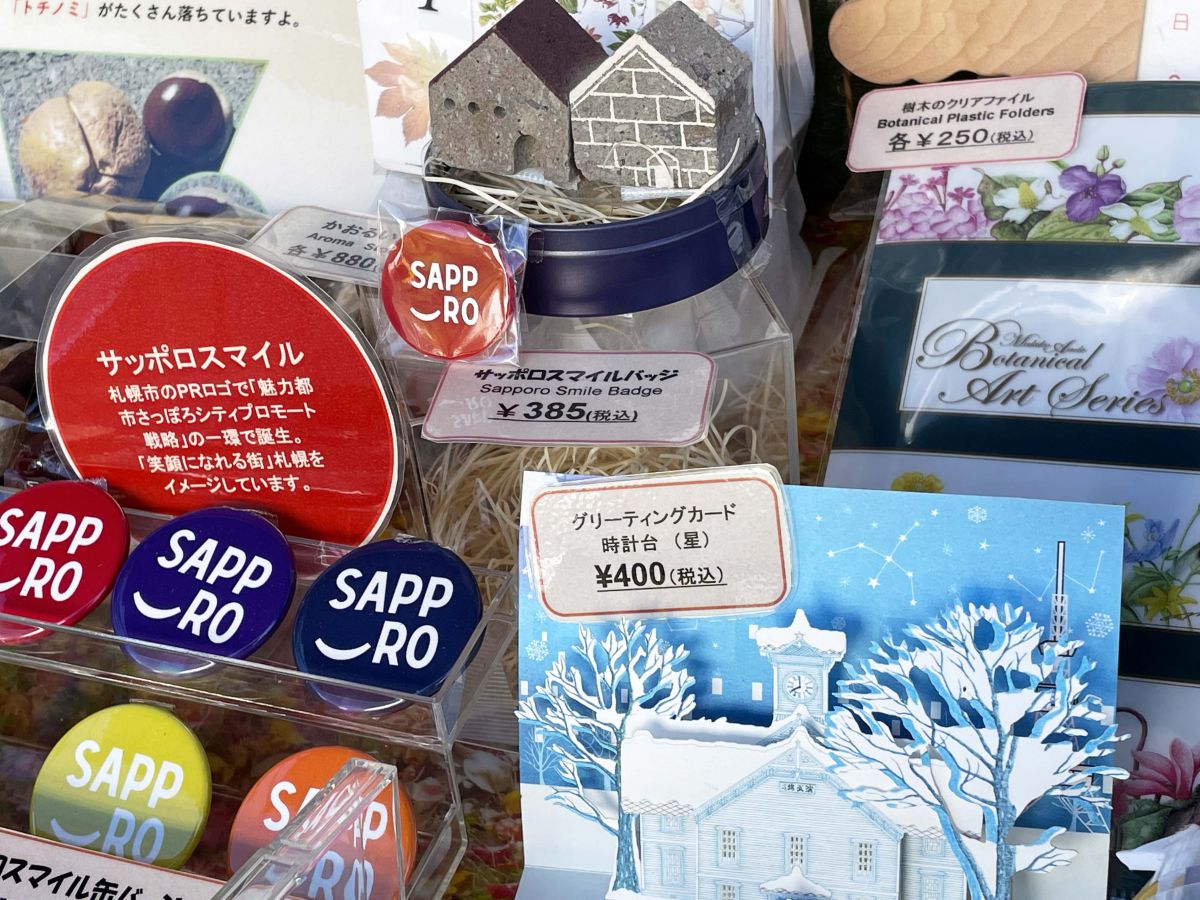 「トチノミ」がたくさん落ちていますよ。
樹木のクリアファイル
Botanical Plastic Folders
各¥250(税込)
かおる
Aroma
各¥880
SAPP
RO
サッポロスマイルバッジ
Sapporo Smile Badge
¥385(税込)
サッポロスマイル
札幌市のPRロゴで「魅力都
市さっぽろシティプロモート
戦略」の一環で誕生。
「笑顔になれる街」札幌を
イメージしています。
Botanical
Art Series
グリーティングカード
時計台(星)
¥400(税込)
SAPP
RO
SAPP
RO
SAPP
RO
SAPP
RO
SAPP
RO
ロスマイル缶バ